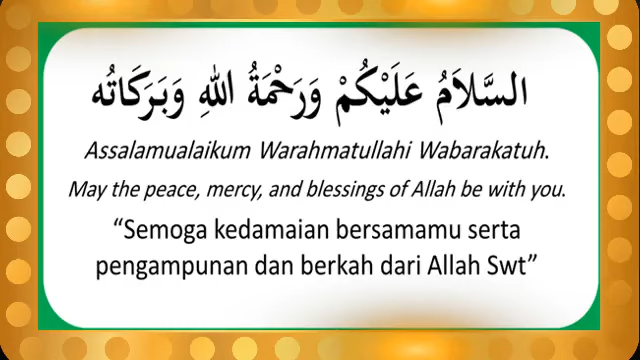 السَّلاَمُ عَلَيْكُمْ وَرَحْمَةُ اللهِ وَبَرَكَاتُه
Assalamualaikum Warahmatullahi Wabarakatuh.
May the peace, mercy, and blessings of Allah be with you.
“Semoga kedamaian bersamamu serta
pengampunan dan berkah dari Allah Swt”